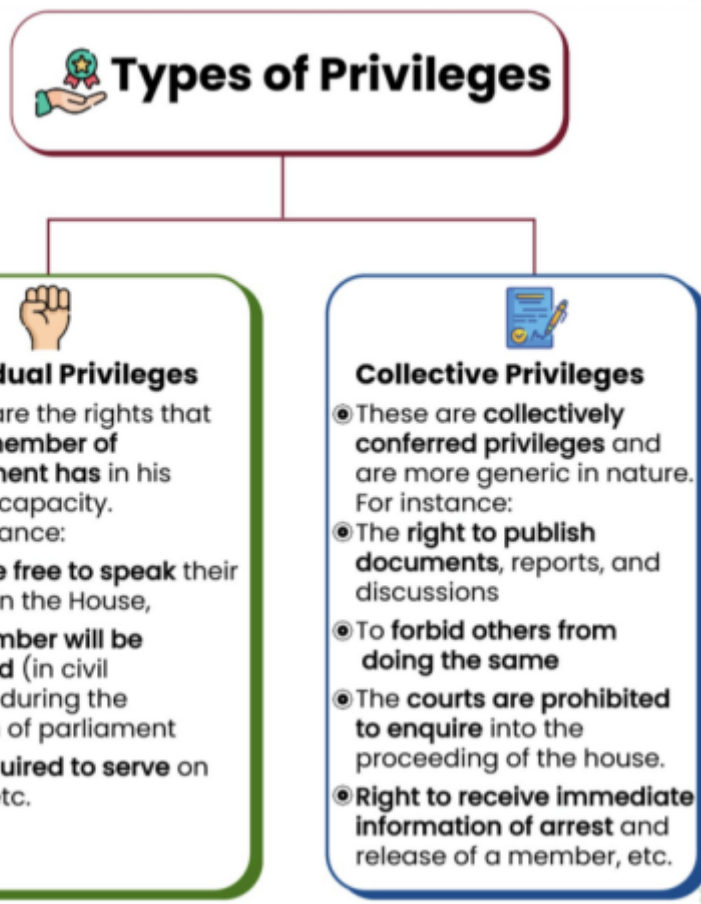 Types of Privileges
dual Privileges
are the rights that
ember of
ent has in his
capacity.
ance:
e free to speak their
n the House,
mber will be
d (in civil
during the
of parliament
uired to serve on
tc.
Collective Privileges
These are collectively
conferred privileges and
are more generic in nature.
For instance:
The right to publish
documents, reports, and
discussions
To forbid others from
doing the same
The courts are prohibited
to enquire into the
proceeding of the house.
Right to receive immediate
information of arrest and
release of a member, etc.